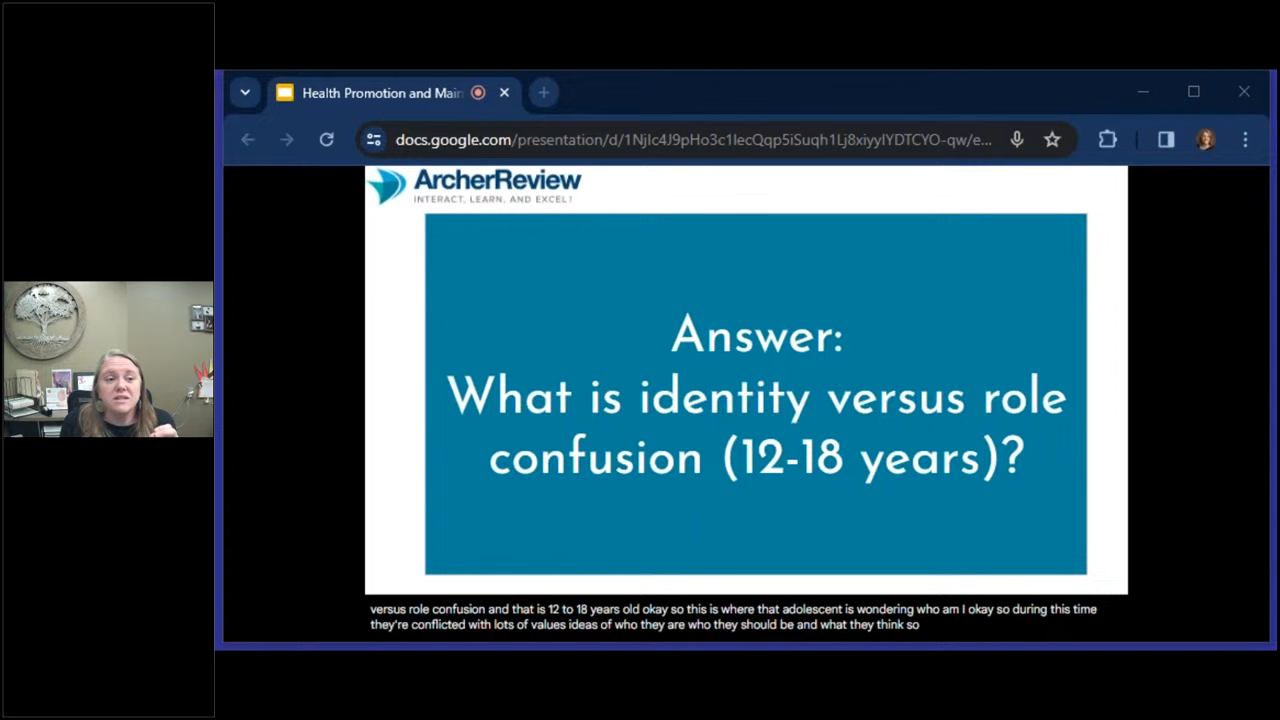 Health Promotion and Main
docs.google.com/presentation/d/1NjIc4J9pHo3c1lecQqp5iSuqh1Lj8xiyyIYDTCYO-qw/e...
ArcherReview
INTERACT, LEARN, AND EXCEL!
Answer:
What is identity versus role
confusion (12-18 years)?
versus role confusion and that is 12 to 18 years old okay so this is where that adolescent is wondering who am I okay so during this time
they're conflicted with lots of values ideas of who they are who they should be and what they think so